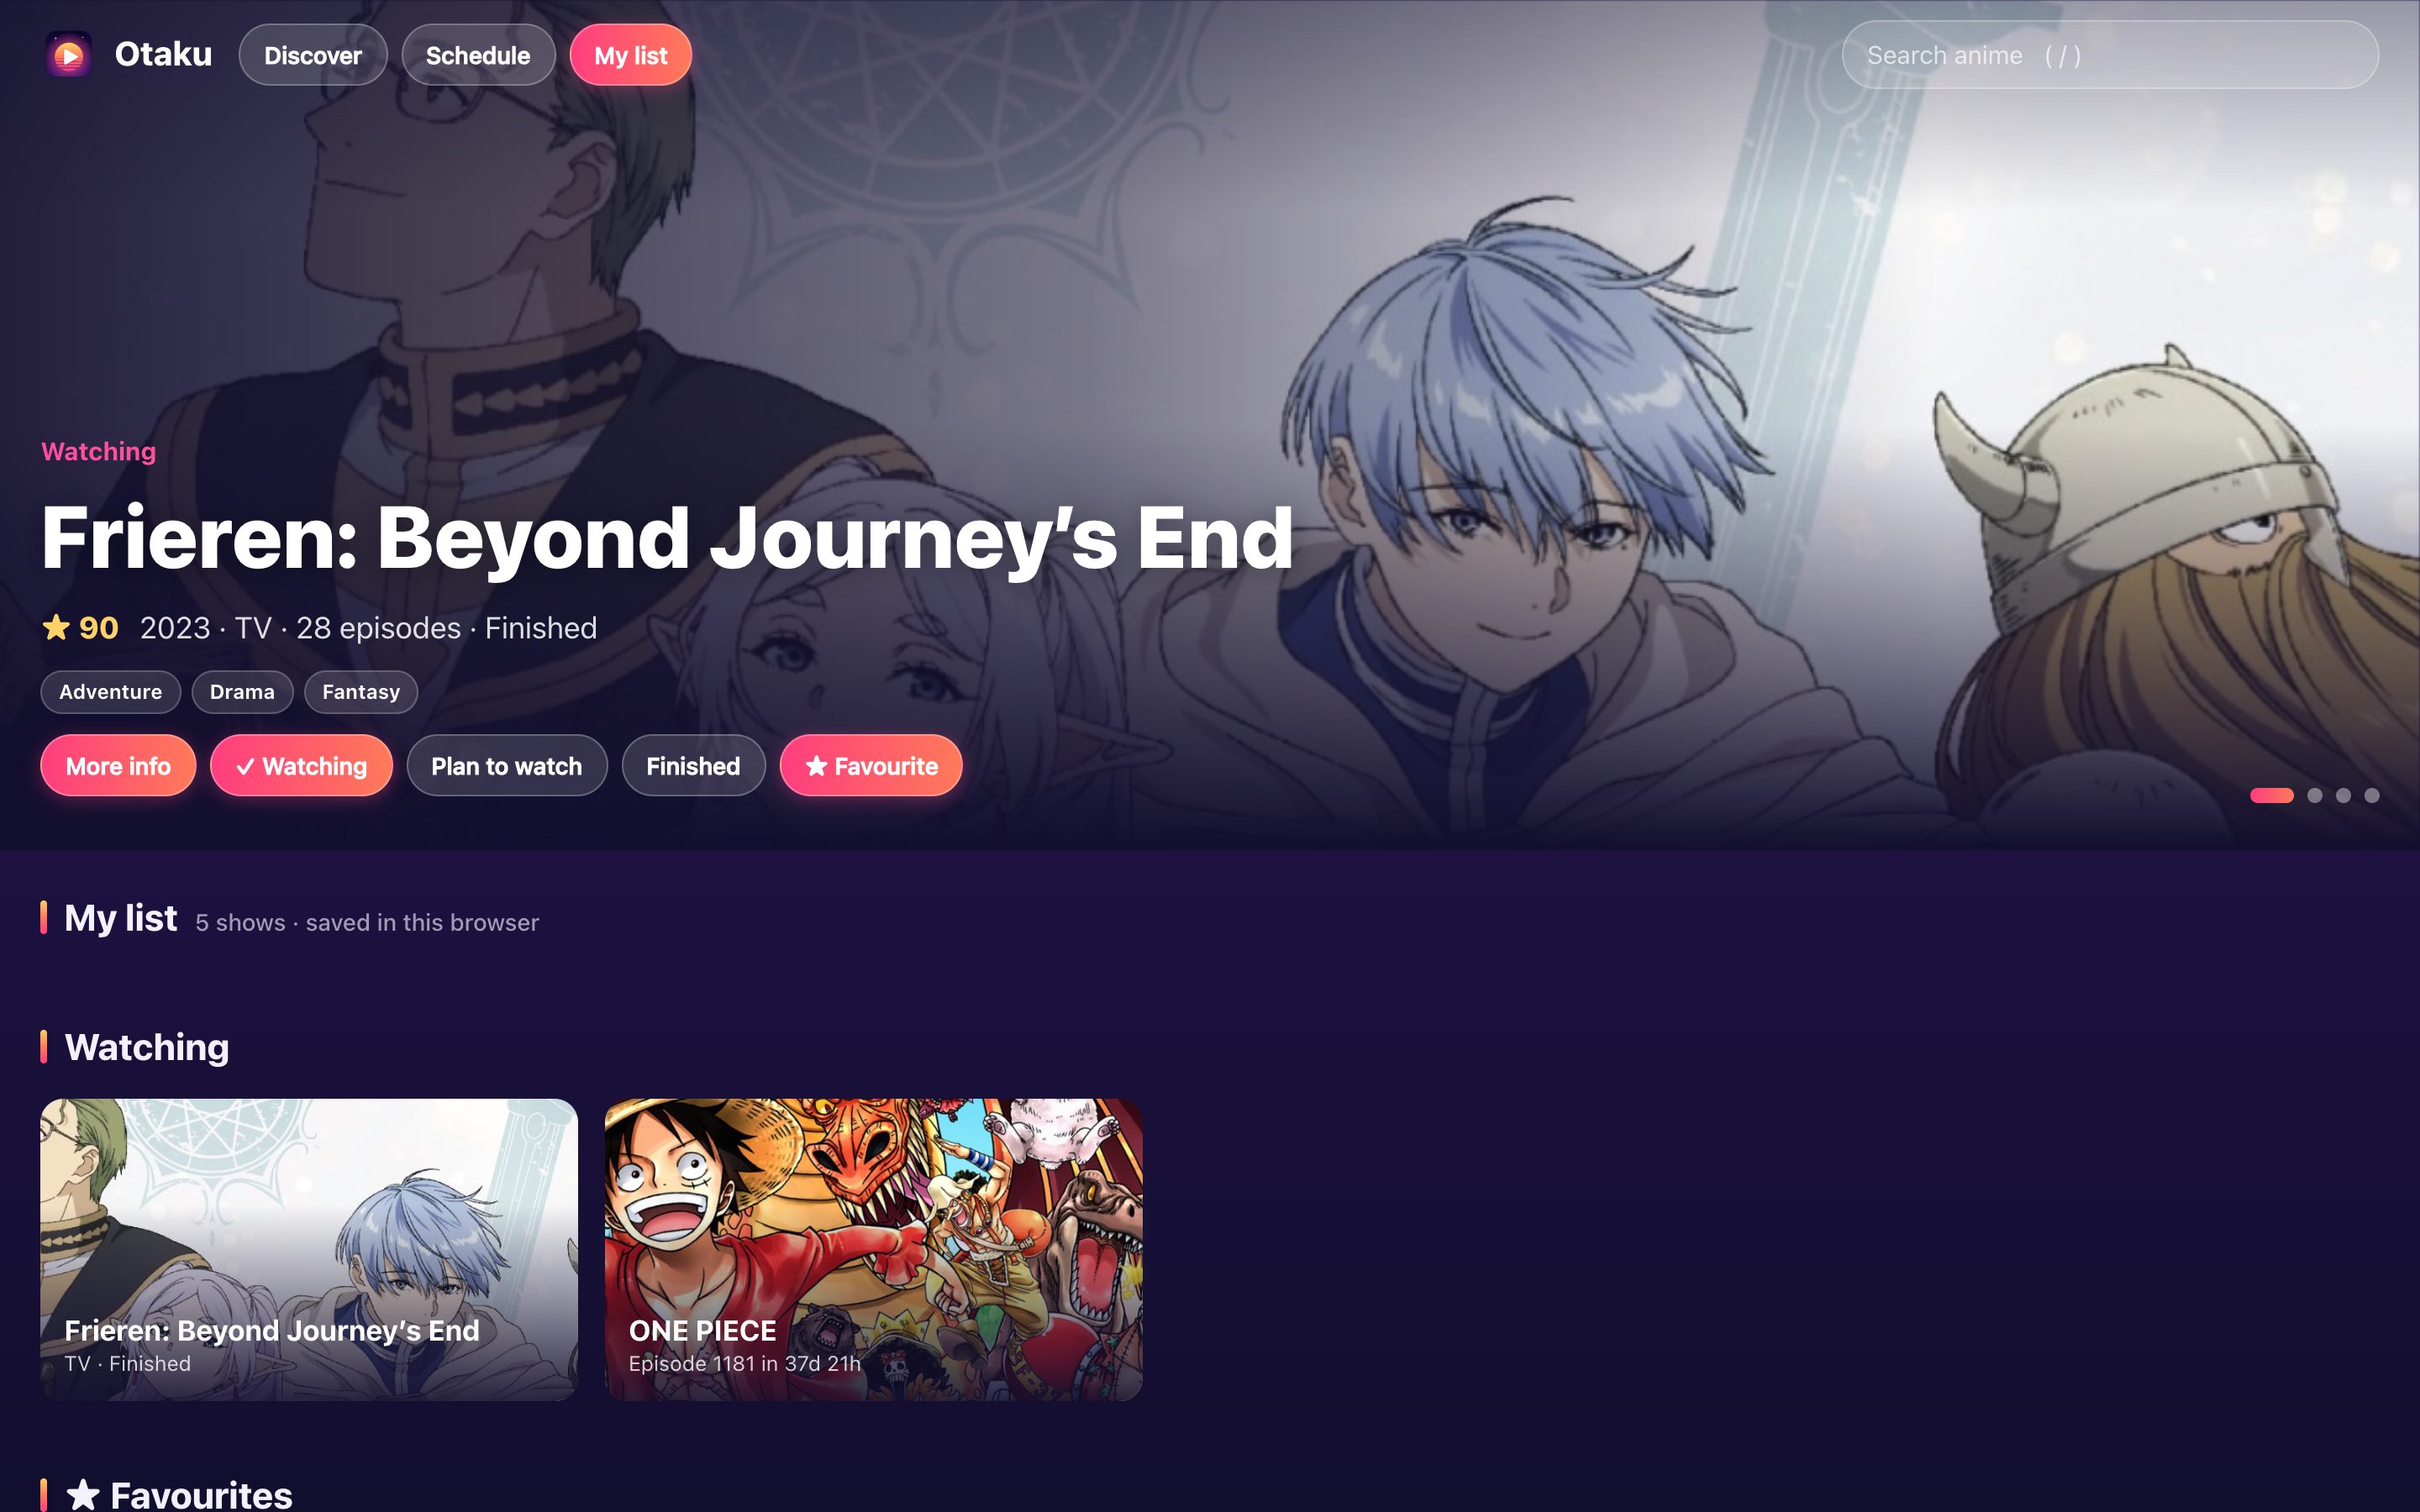 Otaku Discover Schedule My list Search anime ( / )
Watching
Frieren: Beyond Journey’s End
★ 90 2023 · TV · 28 episodes · Finished
Adventure Drama Fantasy
More info ✓ Watching Plan to watch Finished ★ Favourite
My list 5 shows · saved in this browser
Watching
Frieren: Beyond Journey’s End
TV · Finished
ONE PIECE
Episode 1181 in 37d 21h
★ Favourites